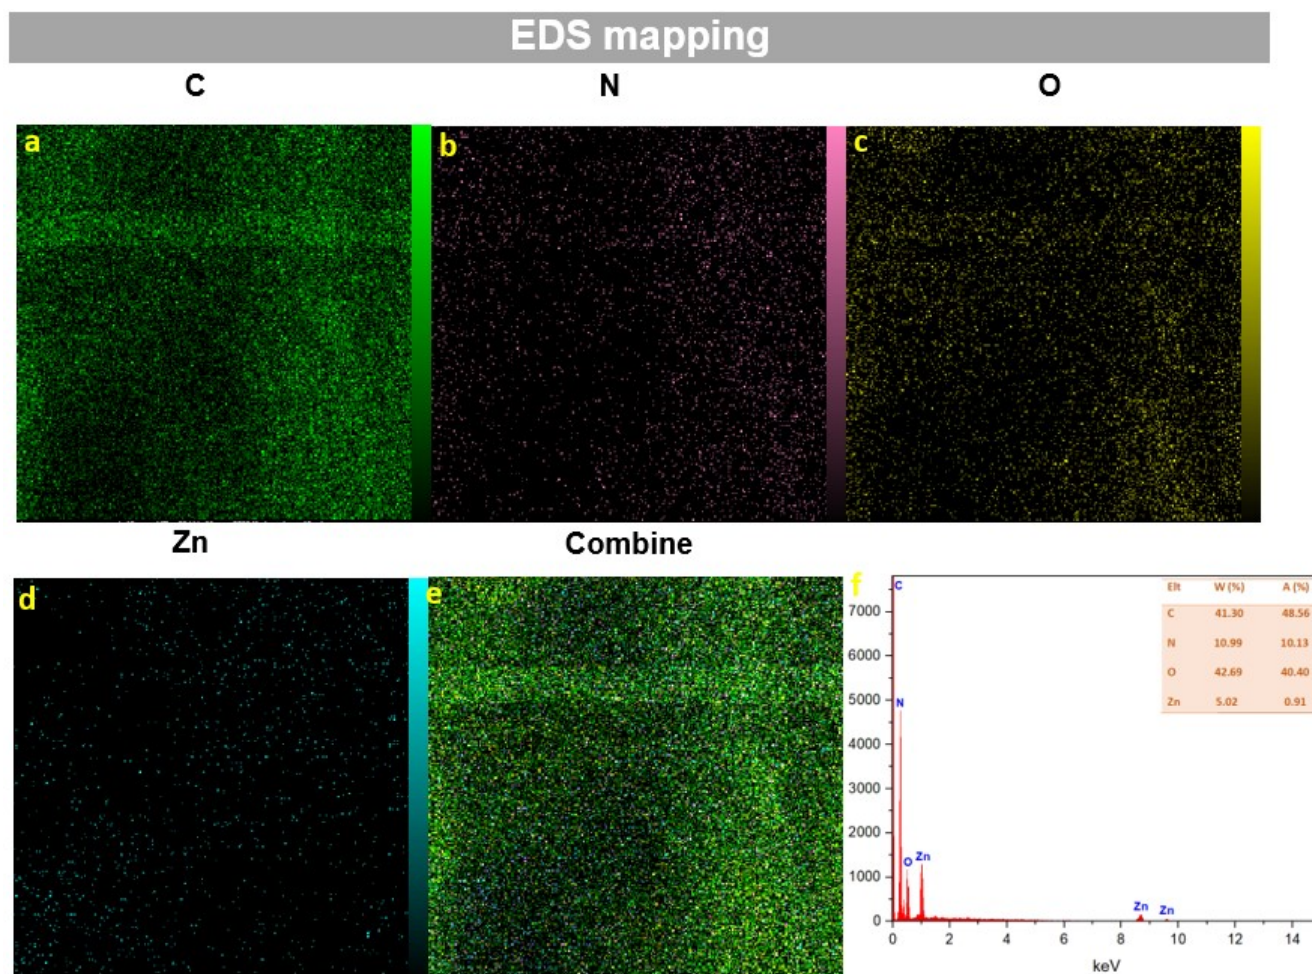 EDS mapping
C N O
a b c
Zn Combine
d e f
C
N
O Zn
Zn Zn
7000
6000
5000
4000
3000
2000
1000
0
0 2 4 6 8 10 12 14
keV
Elt W (%) A (%)
C 41.30 48.56
N 10.99 10.13
O 42.69 40.40
Zn 5.02 0.91